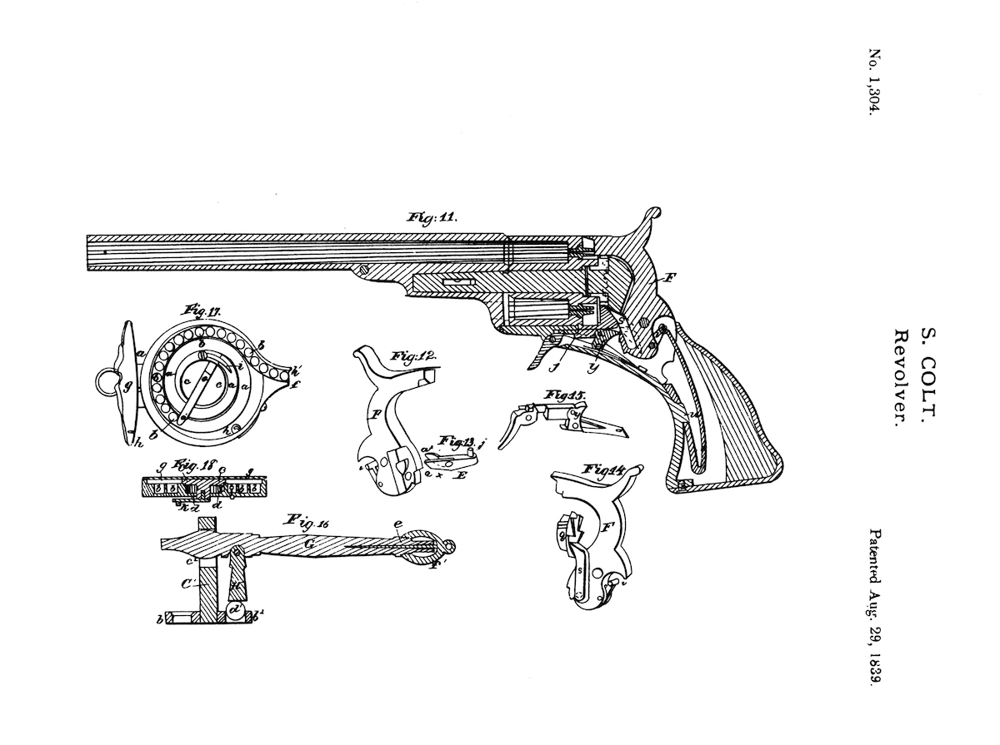 No. 1,304.
S. COLT.
Revolver.
Patented Aug. 29, 1839.
Fig: 11.
F
S
j
y
u
Fig. 17.
a
b
b
h'
f
i
a
a
c
a
c
a
g
b
h
h
Fig: 12.
F
i
Fig: 13.
j
a'
a
x
E
Fig 15.
y
Fig 14
F
q
s
i
Fig. 18
g
c
g
b
b
b
b
b
h
d
d
Fig. 16
e
G
F'
c'
C'
H
d'
b
b²